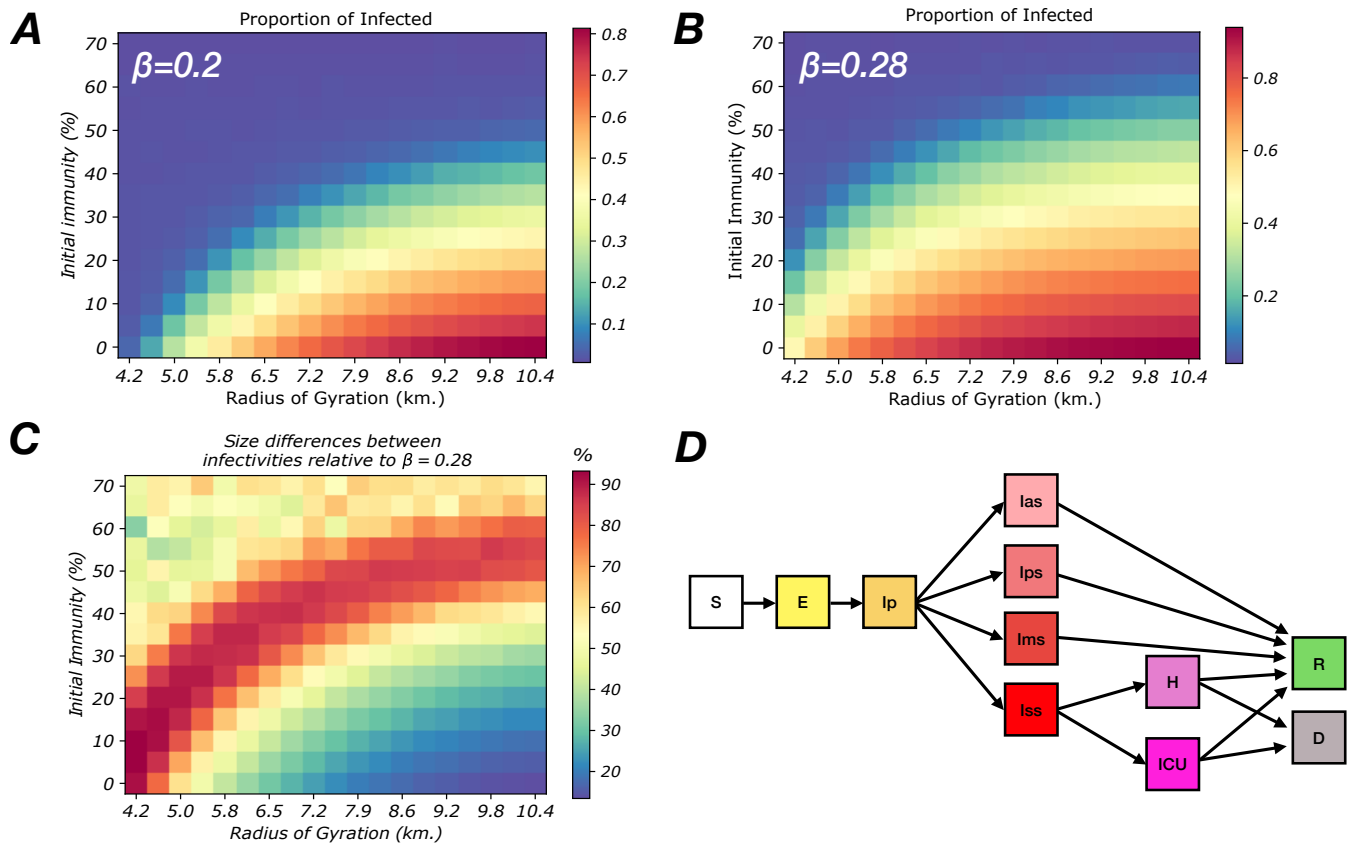 A
Proportion of Infected
β=0.2
Initial immunity (%)
70
60
50
40
30
20
10
0
4.2 5.0 5.8 6.5 7.2 7.9 8.6 9.2 9.8 10.4
Radius of Gyration (km.)
0.8
0.7
0.6
0.5
0.4
0.3
0.2
0.1
B
Proportion of Infected
β=0.28
Initial Immunity (%)
70
60
50
40
30
20
10
0
4.2 5.0 5.8 6.5 7.2 7.9 8.6 9.2 9.8 10.4
Radius of Gyration (km.)
0.8
0.6
0.4
0.2
C
Size differences between
infectivities relative to β = 0.28
%
Initial Immunity (%)
70
60
50
40
30
20
10
0
4.2 5.0 5.8 6.5 7.2 7.9 8.6 9.2 9.8 10.4
Radius of Gyration (km.)
90
80
70
60
50
40
30
20
D
S
E
Ip
Ias
Ips
Ims
Iss
H
ICU
R
D